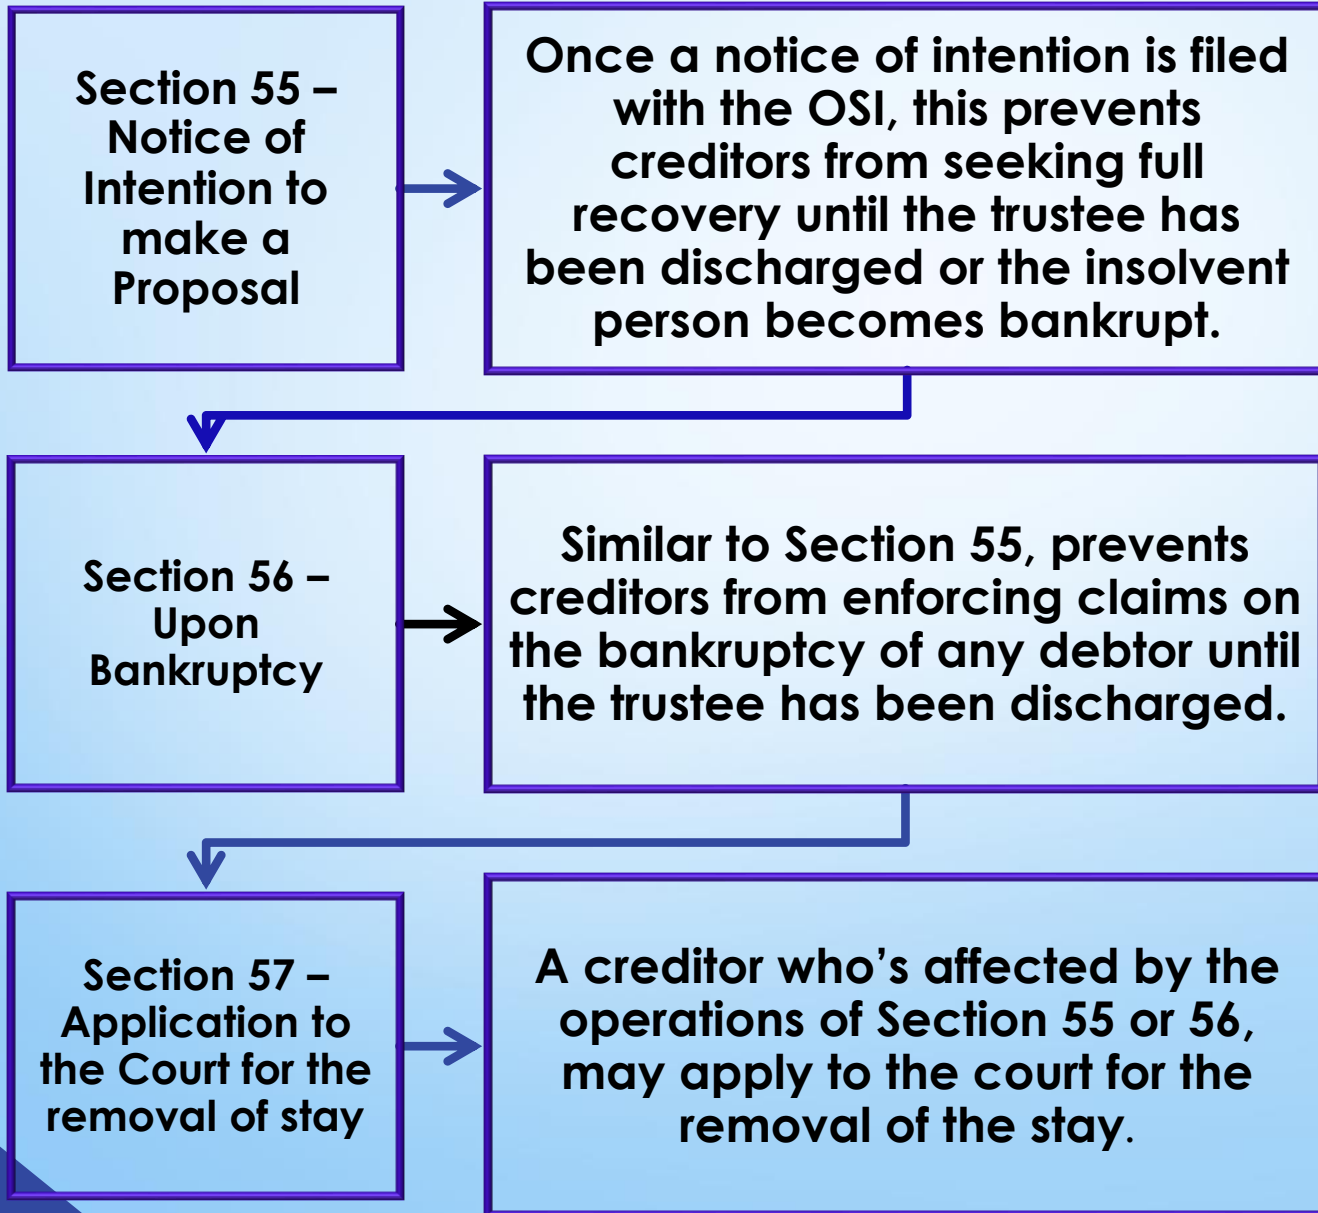 Section 55 –
Notice of
Intention to
make a
Proposal
Once a notice of intention is filed
with the OSI, this prevents
creditors from seeking full
recovery until the trustee has
been discharged or the insolvent
person becomes bankrupt.
Section 56 –
Upon
Bankruptcy
Similar to Section 55, prevents
creditors from enforcing claims on
the bankruptcy of any debtor until
the trustee has been discharged.
Section 57 –
Application to
the Court for the
removal of stay
A creditor who’s affected by the
operations of Section 55 or 56,
may apply to the court for the
removal of the stay.